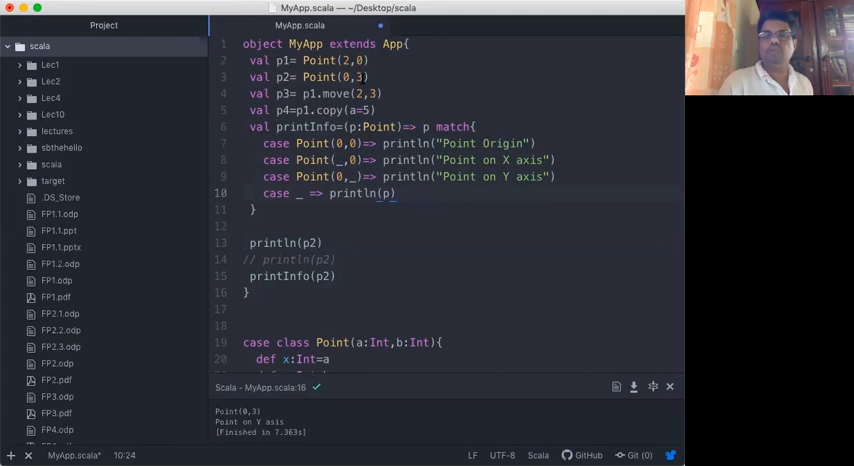 MyApp.scala — ~/Desktop/scala
Project
MyApp.scala
scala
Lec1
Lec2
Lec4
Lec10
lectures
sbthehello
scala
target
.DS_Store
FP1.1.odp
FP1.1.ppt
FP1.1.pptx
FP1.2.odp
FP1.odp
FP1.pdf
FP2.1.odp
FP2.2.odp
FP2.3.odp
FP2.odp
FP2.pdf
FP3.odp
FP3.pdf
FP4.odp
1 object MyApp extends App{
2 val p1= Point(2,0)
3 val p2= Point(0,3)
4 val p3= p1.move(2,3)
5 val p4=p1.copy(a=5)
6 val printInfo=(p:Point)=> p match{
7 case Point(0,0)=> println("Point Origin")
8 case Point(_,0)=> println("Point on X axis")
9 case Point(0,_)=> println("Point on Y axis")
10 case _ => println(p)
11 }
12
13 println(p2)
14 // println(p2)
15 printInfo(p2)
16 }
17
18
19 case class Point(a:Int,b:Int){
20 def x:Int=a
Scala - MyApp.scala:16
Point(0,3)
Point on Y axis
[Finished in 7.363s]
MyApp.scala* 10:24 LF UTF-8 Scala GitHub Git (0)